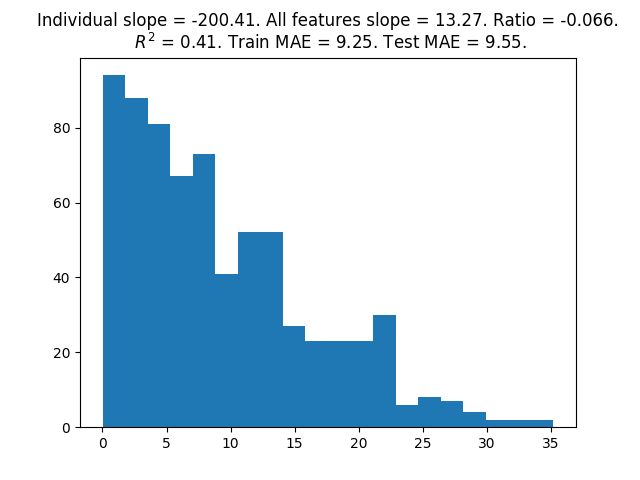 Individual slope = -200.41. All features slope = 13.27. Ratio = -0.066.
R² = 0.41. Train MAE = 9.25. Test MAE = 9.55.
80
60
40
20
0
0 5 10 15 20 25 30 35